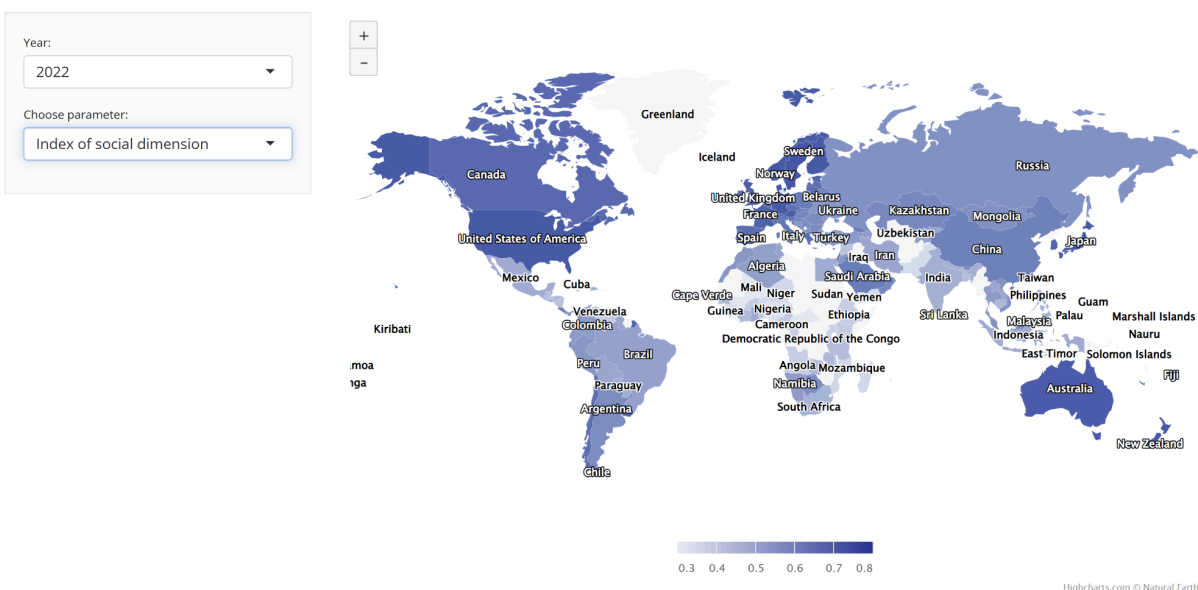 Year:
2022
Choose parameter:
Index of social dimension
+
−
Greenland
Iceland
Sweden
Norway
Russia
Canada
United Kingdom
Belarus
France
Ukraine
Kazakhstan
Mongolia
United States of America
Spain
Italy
Turkey
Uzbekistan
China
Japan
Algeria
Iraq
Iran
Mexico
Cuba
Saudi Arabia
India
Taiwan
Cape Verde
Mali
Niger
Sudan
Yemen
Philippines
Guam
Venezuela
Guinea
Nigeria
Ethiopia
Sri Lanka
Palau
Marshall Islands
Colombia
Cameroon
Malaysia
Kiribati
Democratic Republic of the Congo
Indonesia
Nauru
Brazil
East Timor
Solomon Islands
moa
Peru
Angola
Mozambique
Fiji
nga
Paraguay
Namibia
Australia
Argentina
South Africa
New Zealand
Chile
0.3 0.4 0.5 0.6 0.7 0.8
Highcharts.com © Natural Earth